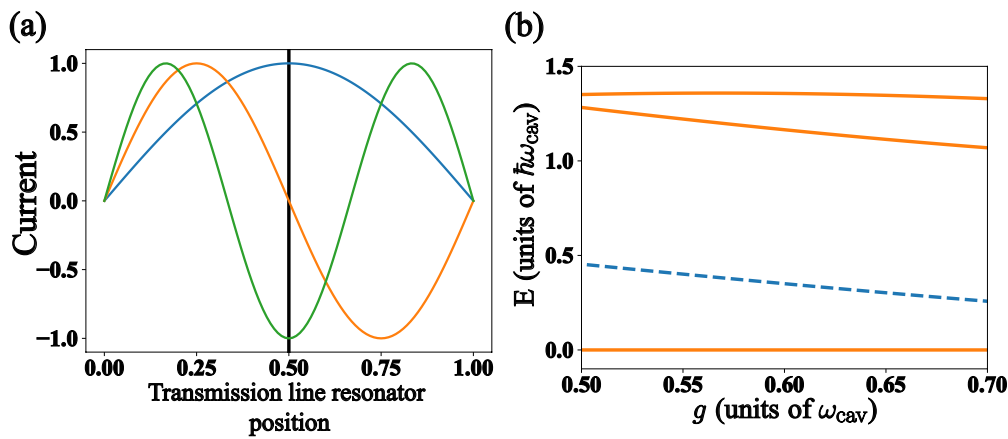 (a)
1.0
0.5
0.0
−0.5
−1.0
Current
0.00 0.25 0.50 0.75 1.00
Transmission line resonator
position
(b)
1.5
1.0
0.5
0.0
E (units of ℏω_cav)
0.50 0.55 0.60 0.65 0.70
g (units of ω_cav)